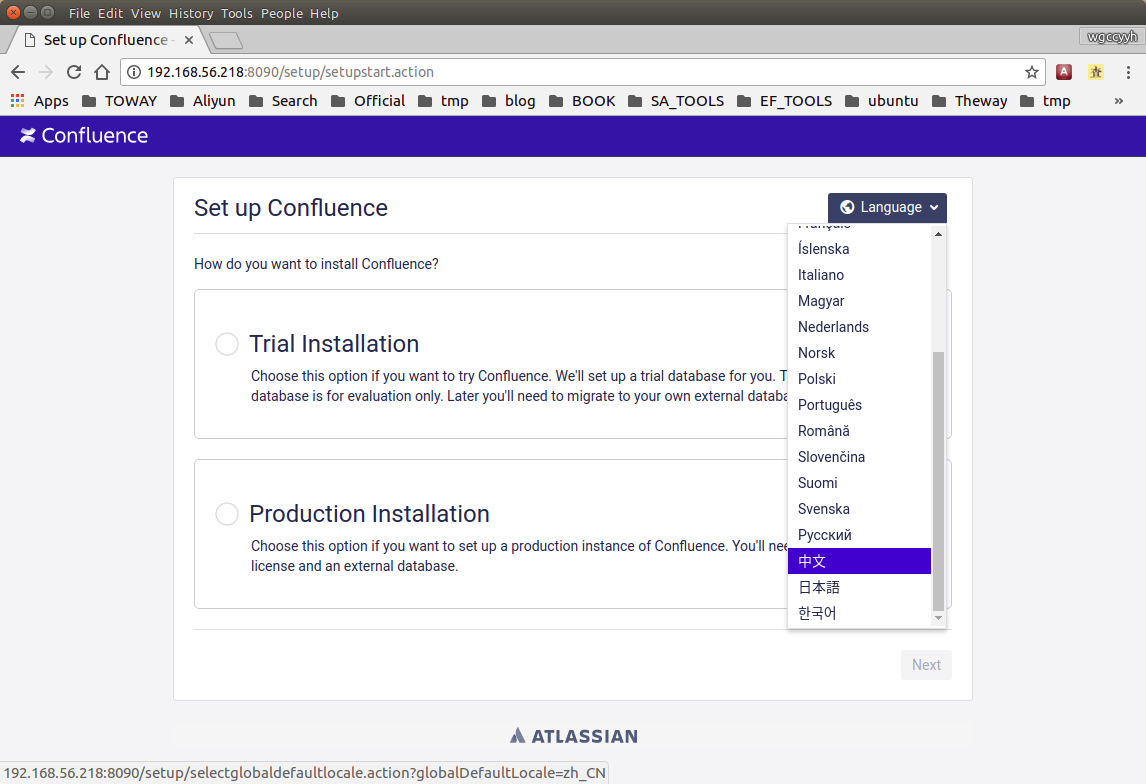 File Edit View History Tools People Help
Set up Confluence -
wgccyyh
192.168.56.218:8090/setup/setupstart.action
Apps TOWAY Aliyun Search Official tmp blog BOOK SA_TOOLS EF_TOOLS ubuntu Theway tmp »
Confluence
Set up Confluence
Language
How do you want to install Confluence?
Trial Installation
Choose this option if you want to try Confluence. We'll set up a trial database for you. T
database is for evaluation only. Later you'll need to migrate to your own external databa
Production Installation
Choose this option if you want to set up a production instance of Confluence. You'll nee
license and an external database.
Français
Íslenska
Italiano
Magyar
Nederlands
Norsk
Polski
Português
Română
Slovenčina
Suomi
Svenska
Русский
中文
日本語
한국어
Next
ATLASSIAN
192.168.56.218:8090/setup/selectglobaldefaultlocale.action?globalDefaultLocale=zh_CN